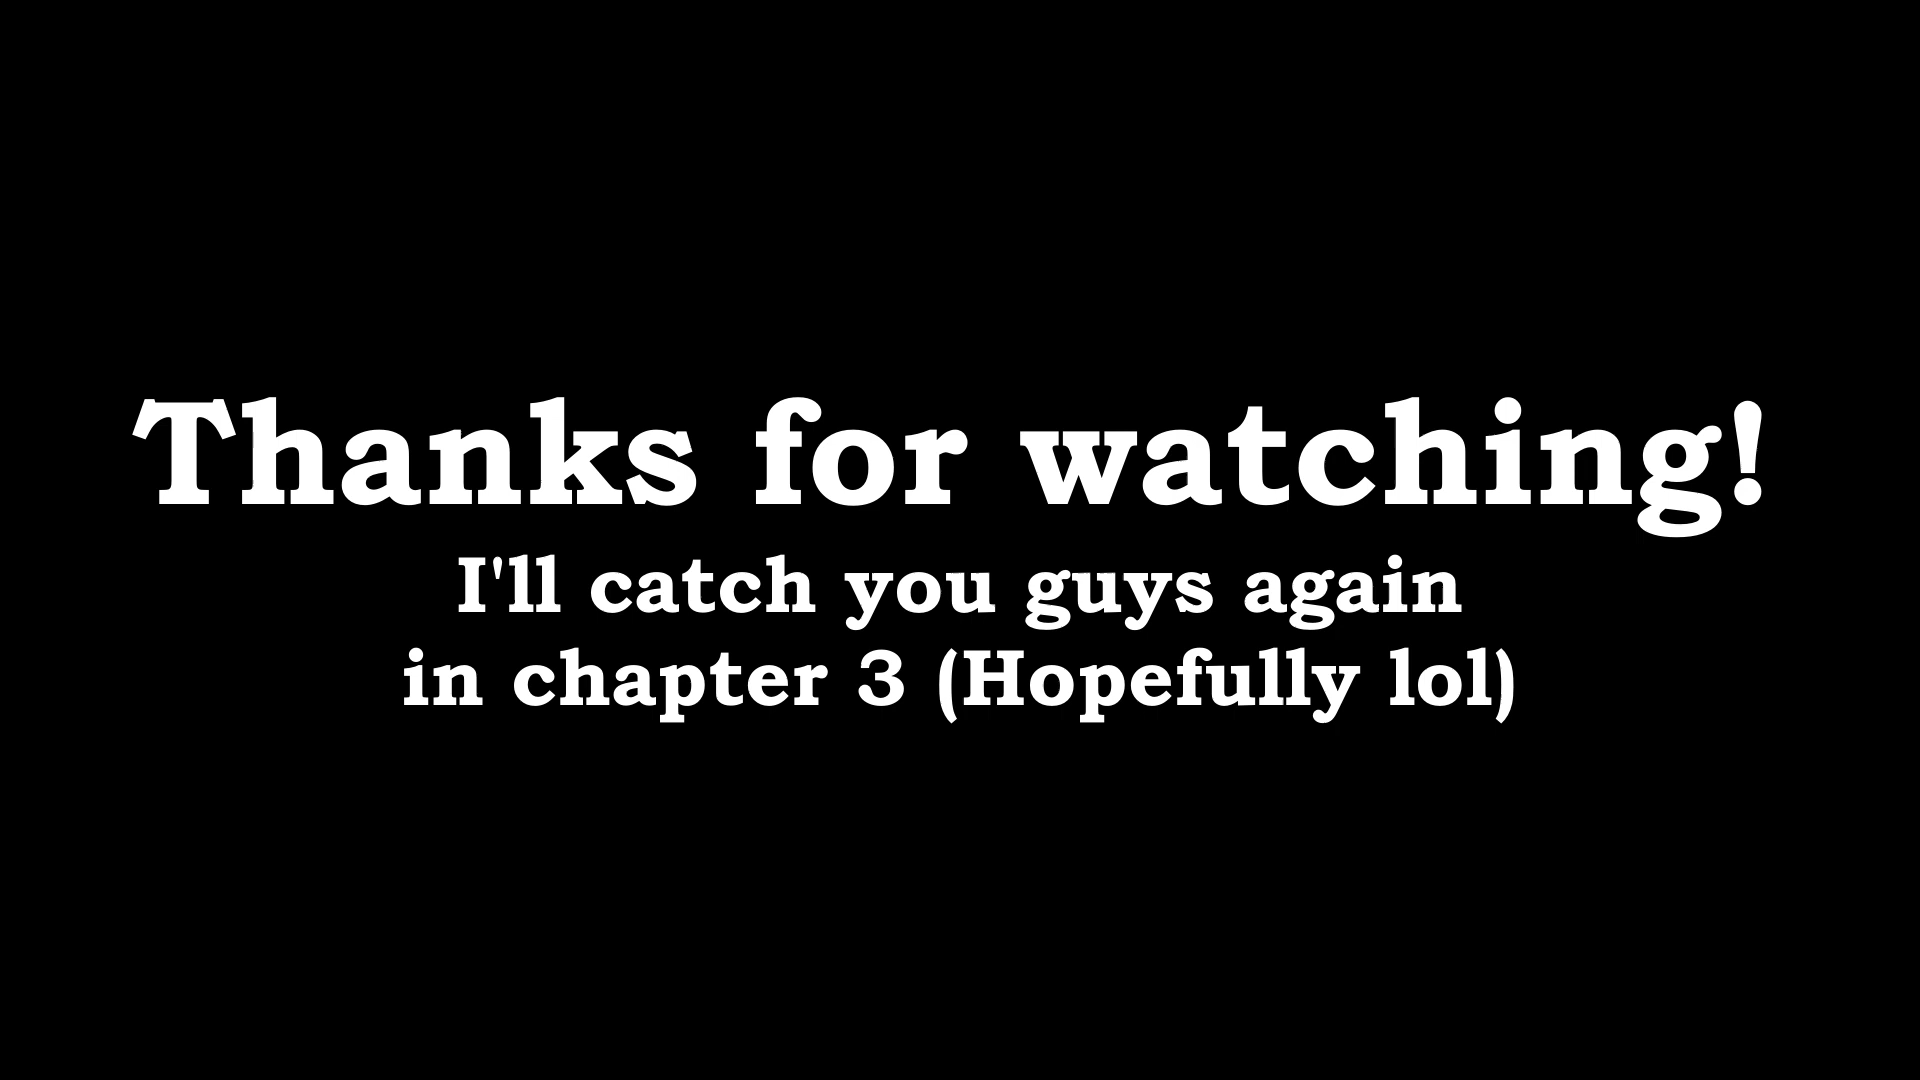 Thanks for watching!
I'll catch you guys again
in chapter 3 (Hopefully lol)